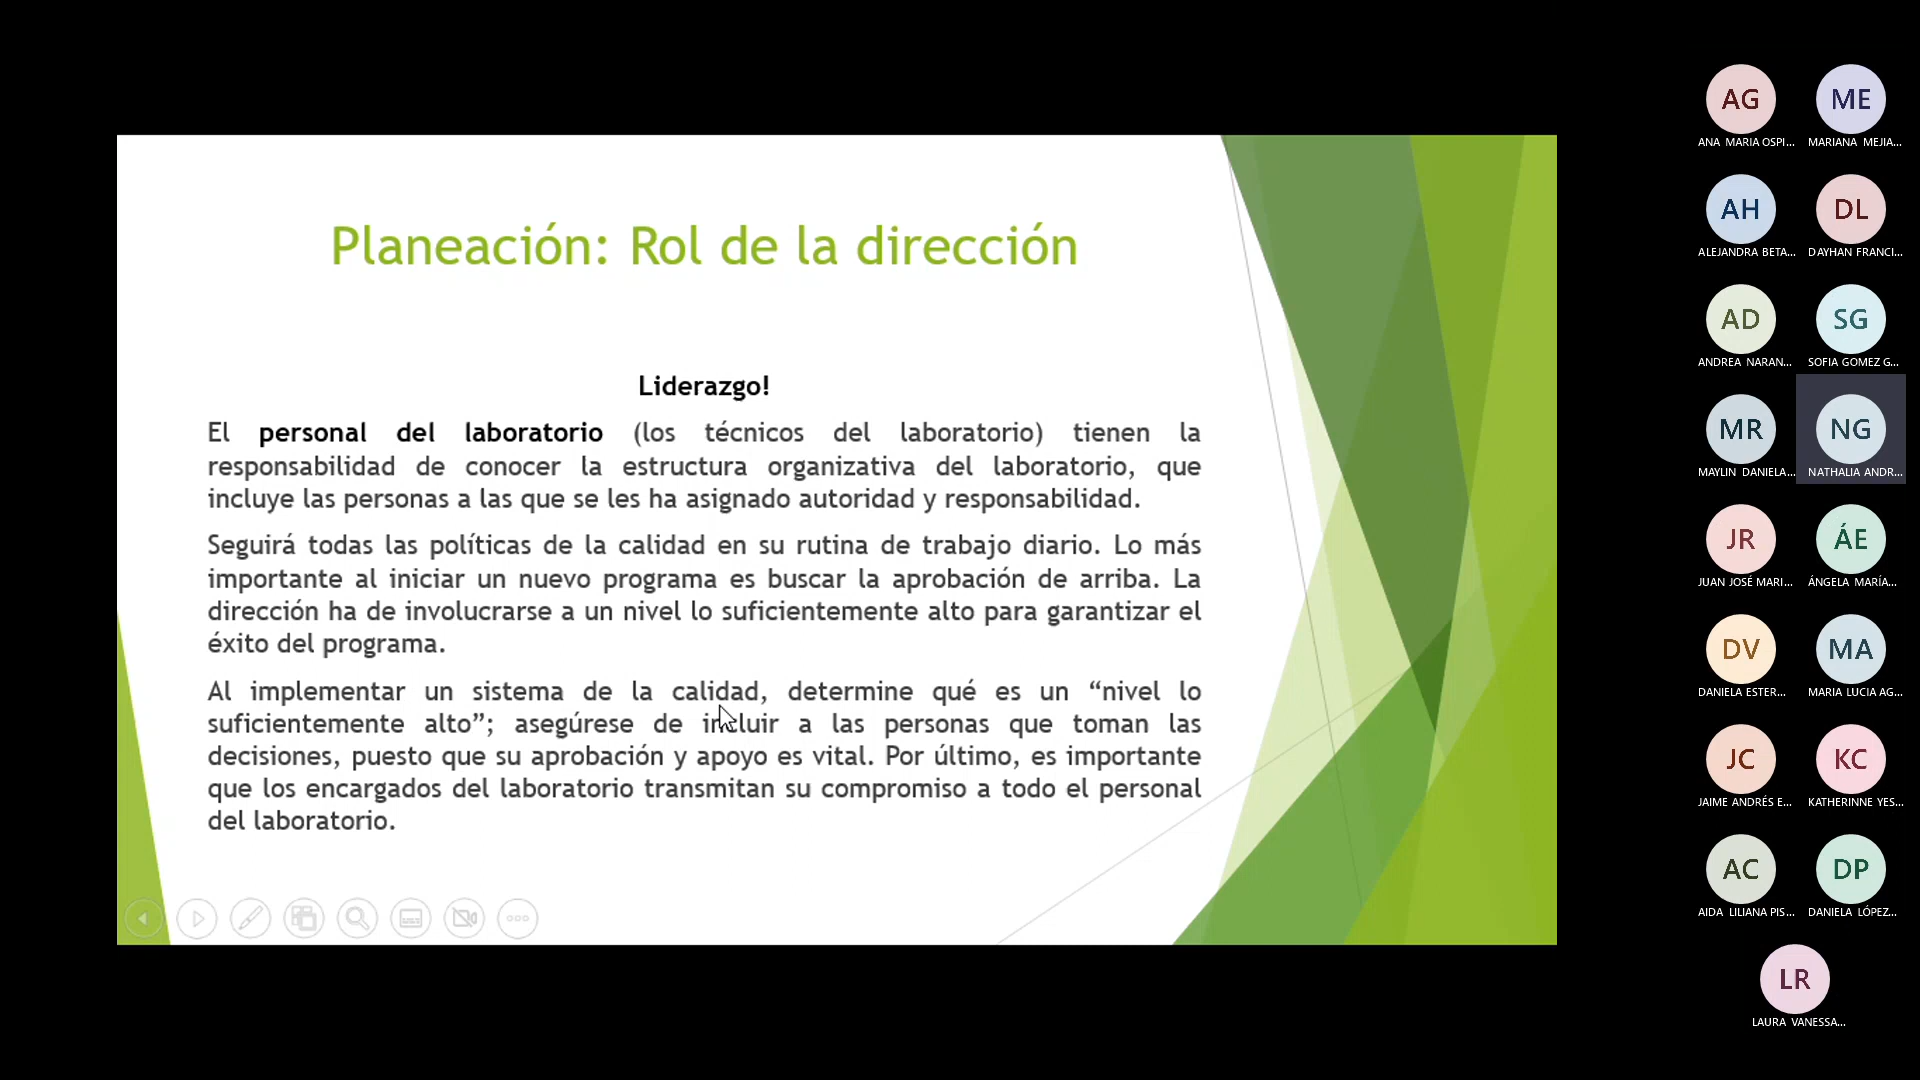 Planeación: Rol de la dirección
Liderazgo!
El personal del laboratorio (los técnicos del laboratorio) tienen la
responsabilidad de conocer la estructura organizativa del laboratorio, que
incluye las personas a las que se les ha asignado autoridad y responsabilidad.
Seguirá todas las políticas de la calidad en su rutina de trabajo diario. Lo más
importante al iniciar un nuevo programa es buscar la aprobación de arriba. La
dirección ha de involucrarse a un nivel lo suficientemente alto para garantizar el
éxito del programa.
Al implementar un sistema de la calidad, determine qué es un “nivel lo
suficientemente alto”; asegúrese de incluir a las personas que toman las
decisiones, puesto que su aprobación y apoyo es vital. Por último, es importante
que los encargados del laboratorio transmitan su compromiso a todo el personal
del laboratorio.
AG
ANA MARIA OSPI...
ME
MARIANA MEJIA...
AH
ALEJANDRA BETA...
DL
DAYHAN FRANCI...
AD
ANDREA NARAN...
SG
SOFIA GOMEZ G...
MR
MAYLIN DANIELA...
NG
NATHALIA ANDR...
JR
JUAN JOSÉ MARI...
ÁE
ÁNGELA MARÍA...
DV
DANIELA ESTER...
MA
MARIA LUCIA AG...
JC
JAIME ANDRÉS E...
KC
KATHERINNE YES...
AC
AIDA LILIANA PIS...
DP
DANIELA LÓPEZ...
LR
LAURA VANESSA...